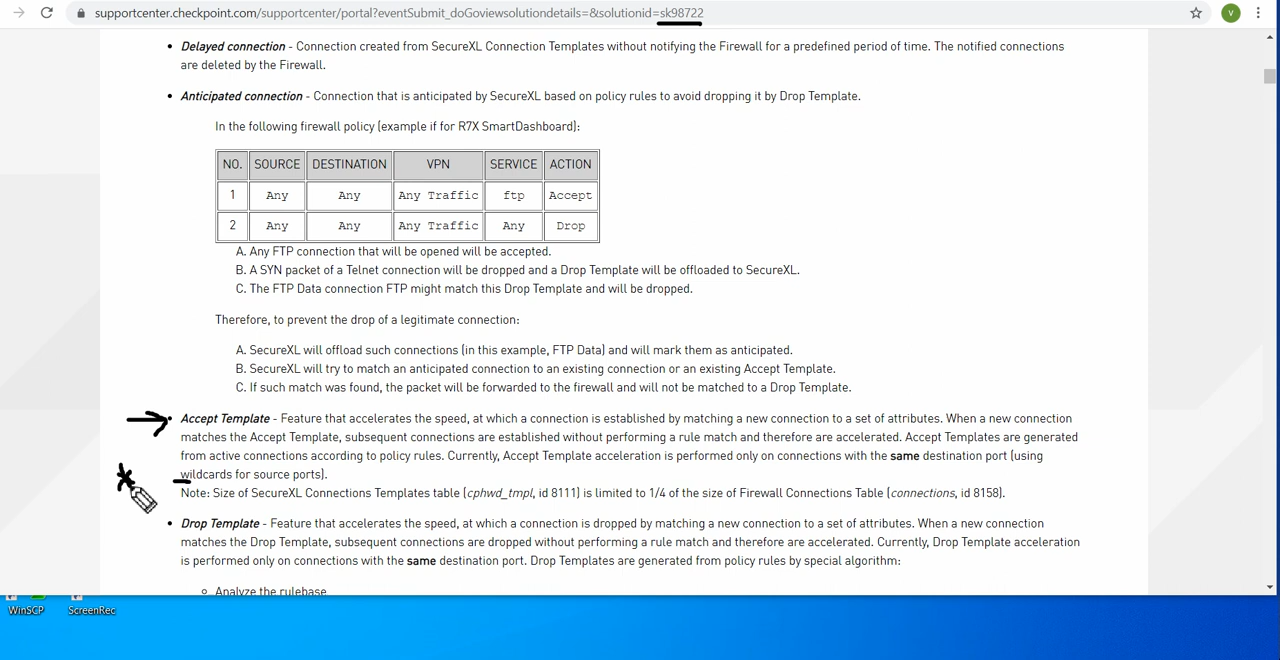 supportcenter.checkpoint.com/supportcenter/portal?eventSubmit_doGoviewsolutiondetails=&solutionid=sk98722
V
• Delayed connection - Connection created from SecureXL Connection Templates without notifying the Firewall for a predefined period of time. The notified connections
are deleted by the Firewall.
• Anticipated connection - Connection that is anticipated by SecureXL based on policy rules to avoid dropping it by Drop Template.
In the following firewall policy (example if for R7X SmartDashboard):
NO. SOURCE DESTINATION VPN SERVICE ACTION
1 Any Any Any Traffic ftp Accept
2 Any Any Any Traffic Any Drop
A. Any FTP connection that will be opened will be accepted.
B. A SYN packet of a Telnet connection will be dropped and a Drop Template will be offloaded to SecureXL.
C. The FTP Data connection FTP might match this Drop Template and will be dropped.
Therefore, to prevent the drop of a legitimate connection:
A. SecureXL will offload such connections (in this example, FTP Data) and will mark them as anticipated.
B. SecureXL will try to match an anticipated connection to an existing connection or an existing Accept Template.
C. If such match was found, the packet will be forwarded to the firewall and will not be matched to a Drop Template.
• Accept Template - Feature that accelerates the speed, at which a connection is established by matching a new connection to a set of attributes. When a new connection
matches the Accept Template, subsequent connections are established without performing a rule match and therefore are accelerated. Accept Templates are generated
from active connections according to policy rules. Currently, Accept Template acceleration is performed only on connections with the same destination port (using
wildcards for source ports).
Note: Size of SecureXL Connections Templates table (cphwd_tmpl, id 8111) is limited to 1/4 of the size of Firewall Connections Table (connections, id 8158).
• Drop Template - Feature that accelerates the speed, at which a connection is dropped by matching a new connection to a set of attributes. When a new connection
matches the Drop Template, subsequent connections are dropped without performing a rule match and therefore are accelerated. Currently, Drop Template acceleration
is performed only on connections with the same destination port. Drop Templates are generated from policy rules by special algorithm:
o Analyze the rulebase
WinSCP ScreenRec